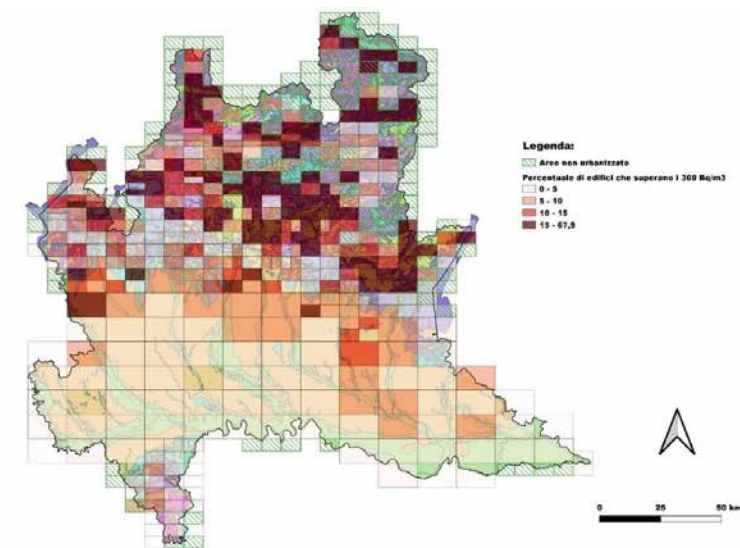 Legenda:
Aree non urbanizzate
Percentuale di edifici che superano i 300 Bq/m3
0 - 5
5 - 10
10 - 15
15 - 67,9
0 25 50 km